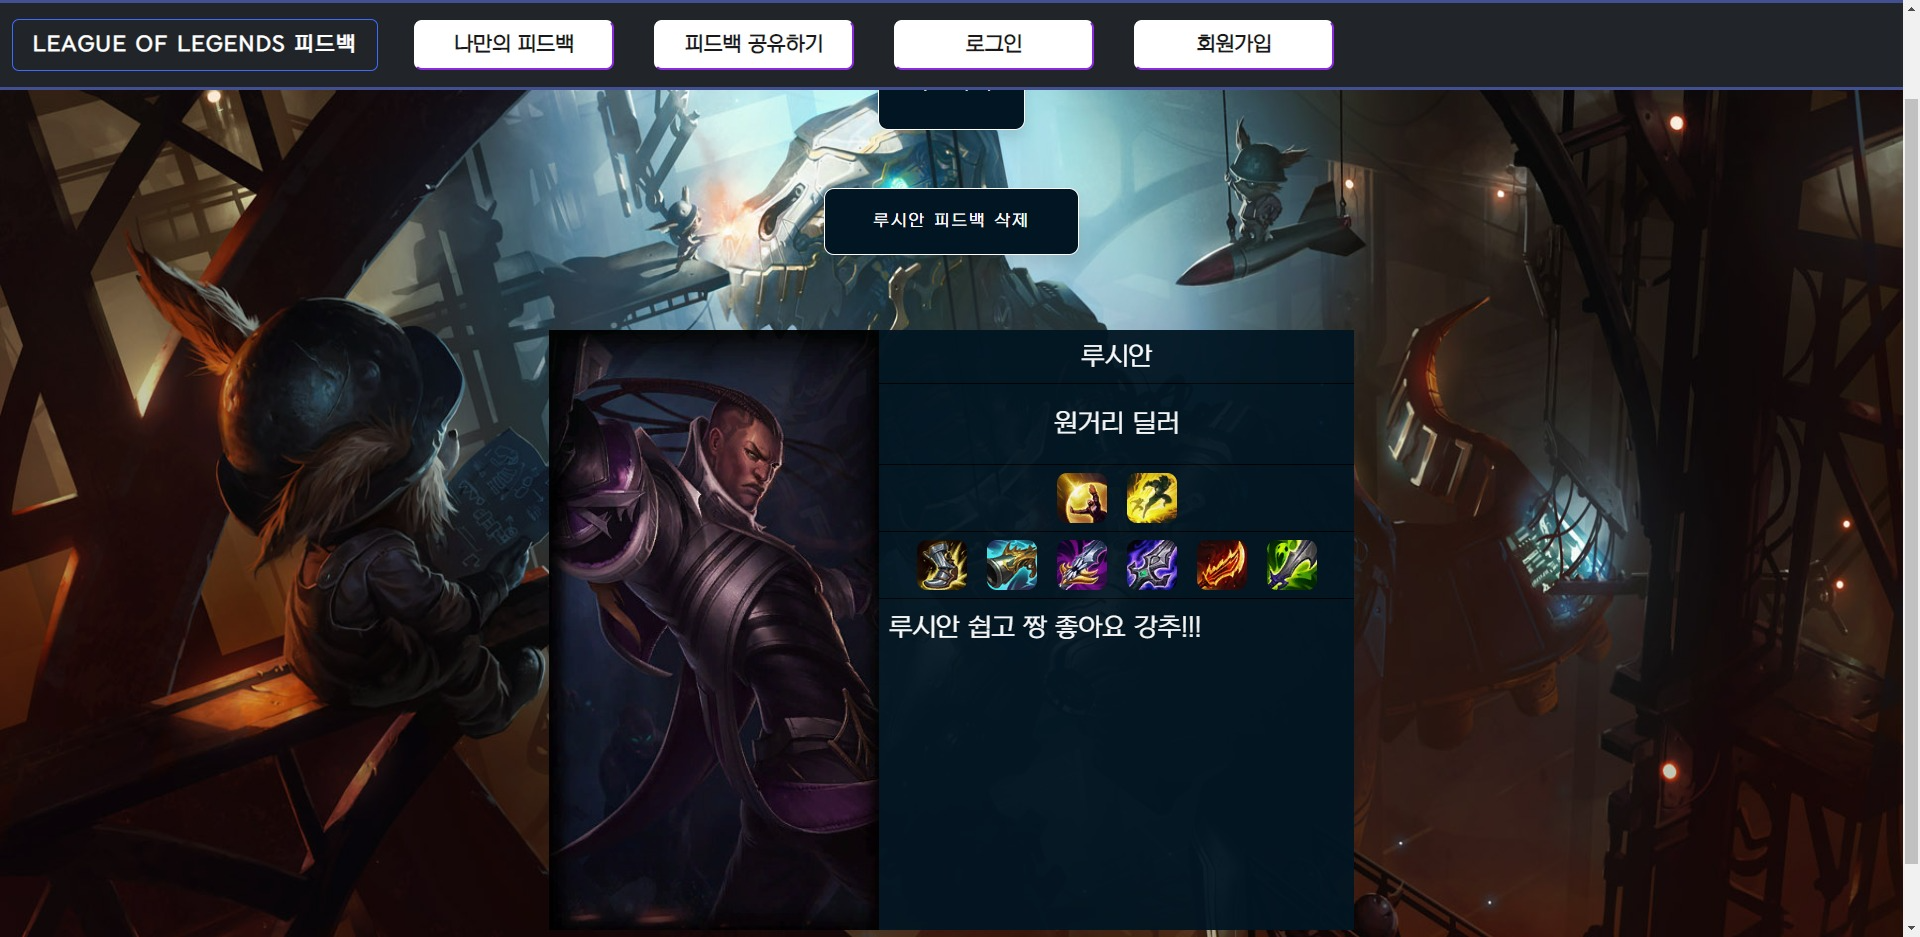 LEAGUE OF LEGENDS 피드백
나만의 피드백
피드백 공유하기
로그인
회원가입
루시안 피드백 삭제
루시안
원거리 딜러
루시안 쉽고 짱 좋아요 강추!!!